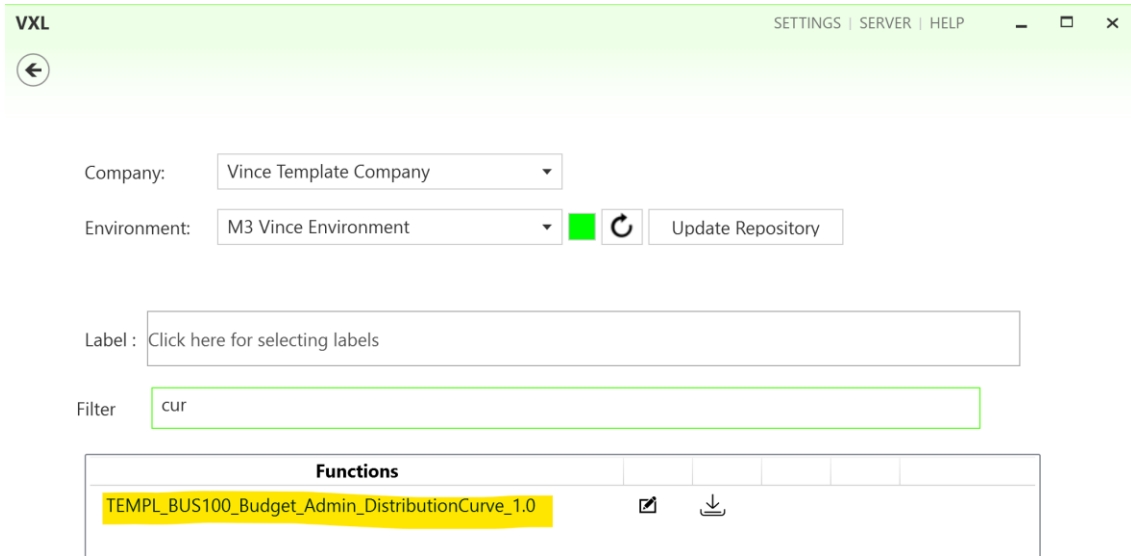 VXL SETTINGS | SERVER | HELP
Company: Vince Template Company
Environment: M3 Vince Environment Update Repository
Label : Click here for selecting labels
Filter cur
Functions
TEMPL_BUS100_Budget_Admin_DistributionCurve_1.0